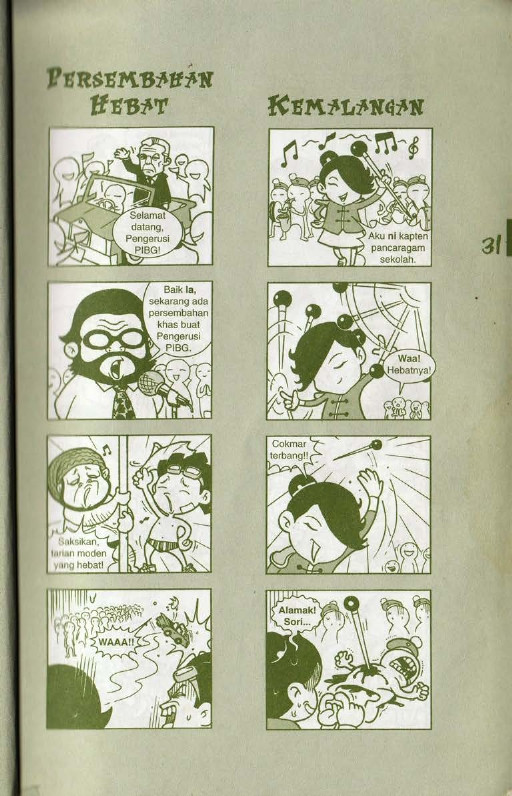 PERSEMBAHAN
HEBAT
Selamat
datang,
Pengerusi
PIBG!
Baik la,
sekarang ada
persembahan
khas buat
Pengerusi
PIBG.
Saksikan,
tarian moden
yang hebat!
WAAA!!
KEMALANGAN
Aku ni kapten
pancaragam
sekolah.
Waa!
Hebatnya!
Cokmar
terbang!!
Alamak!
Sori...
31